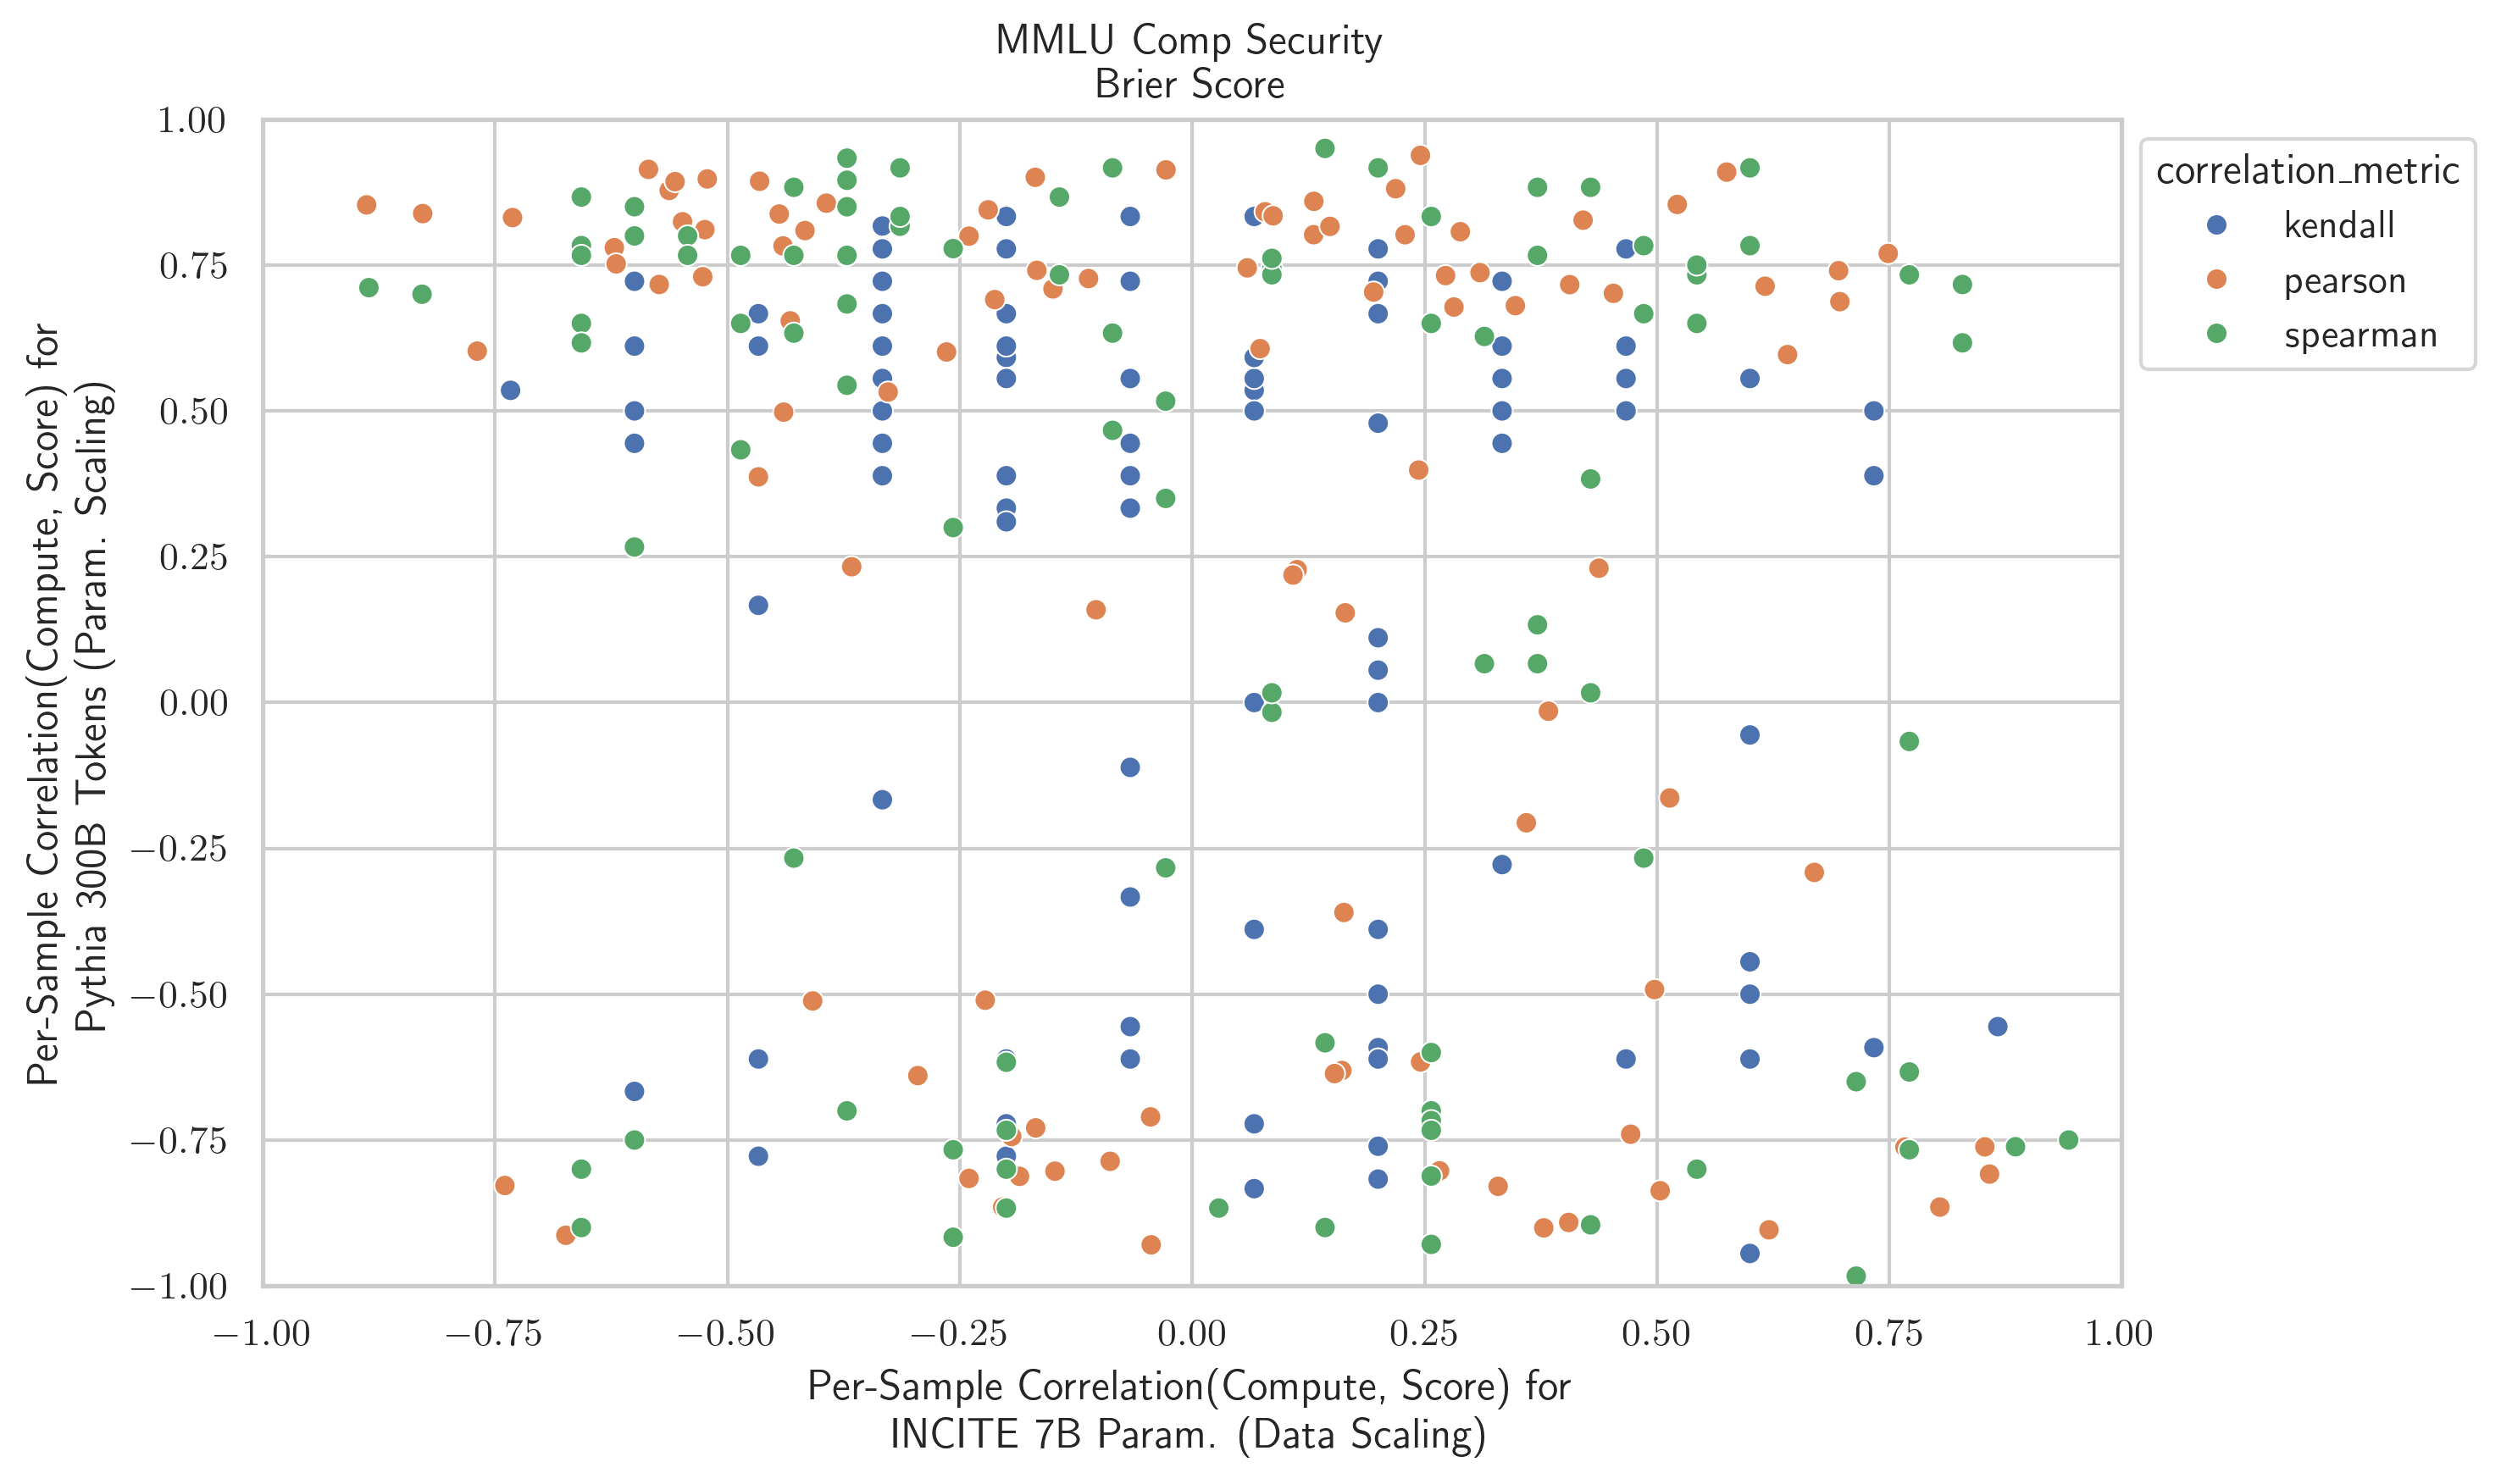 MMLU Comp Security
Brier Score
Per-Sample Correlation(Compute, Score) for
Pythia 300B Tokens (Param. Scaling)
1.00
0.75
0.50
0.25
0.00
−0.25
−0.50
−0.75
−1.00
−1.00
−0.75
−0.50
−0.25
0.00
0.25
0.50
0.75
1.00
Per-Sample Correlation(Compute, Score) for
INCITE 7B Param. (Data Scaling)
correlation_metric
kendall
pearson
spearman